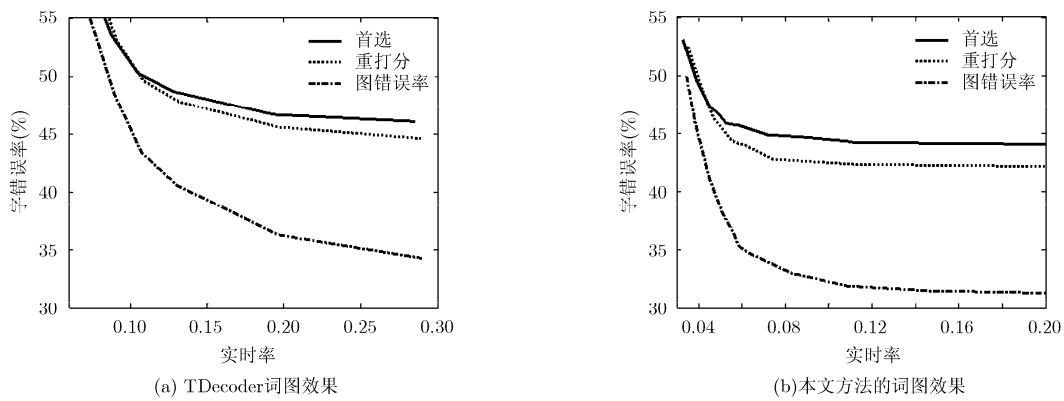 55
50
45
40
35
30
字错误率(%)
首选
重打分
图错误率
0.10 0.15 0.20 0.25 0.30
实时率
(a) TDecoder词图效果
55
50
45
40
35
30
字错误率(%)
首选
重打分
图错误率
0.04 0.08 0.12 0.16 0.20
实时率
(b)本文方法的词图效果